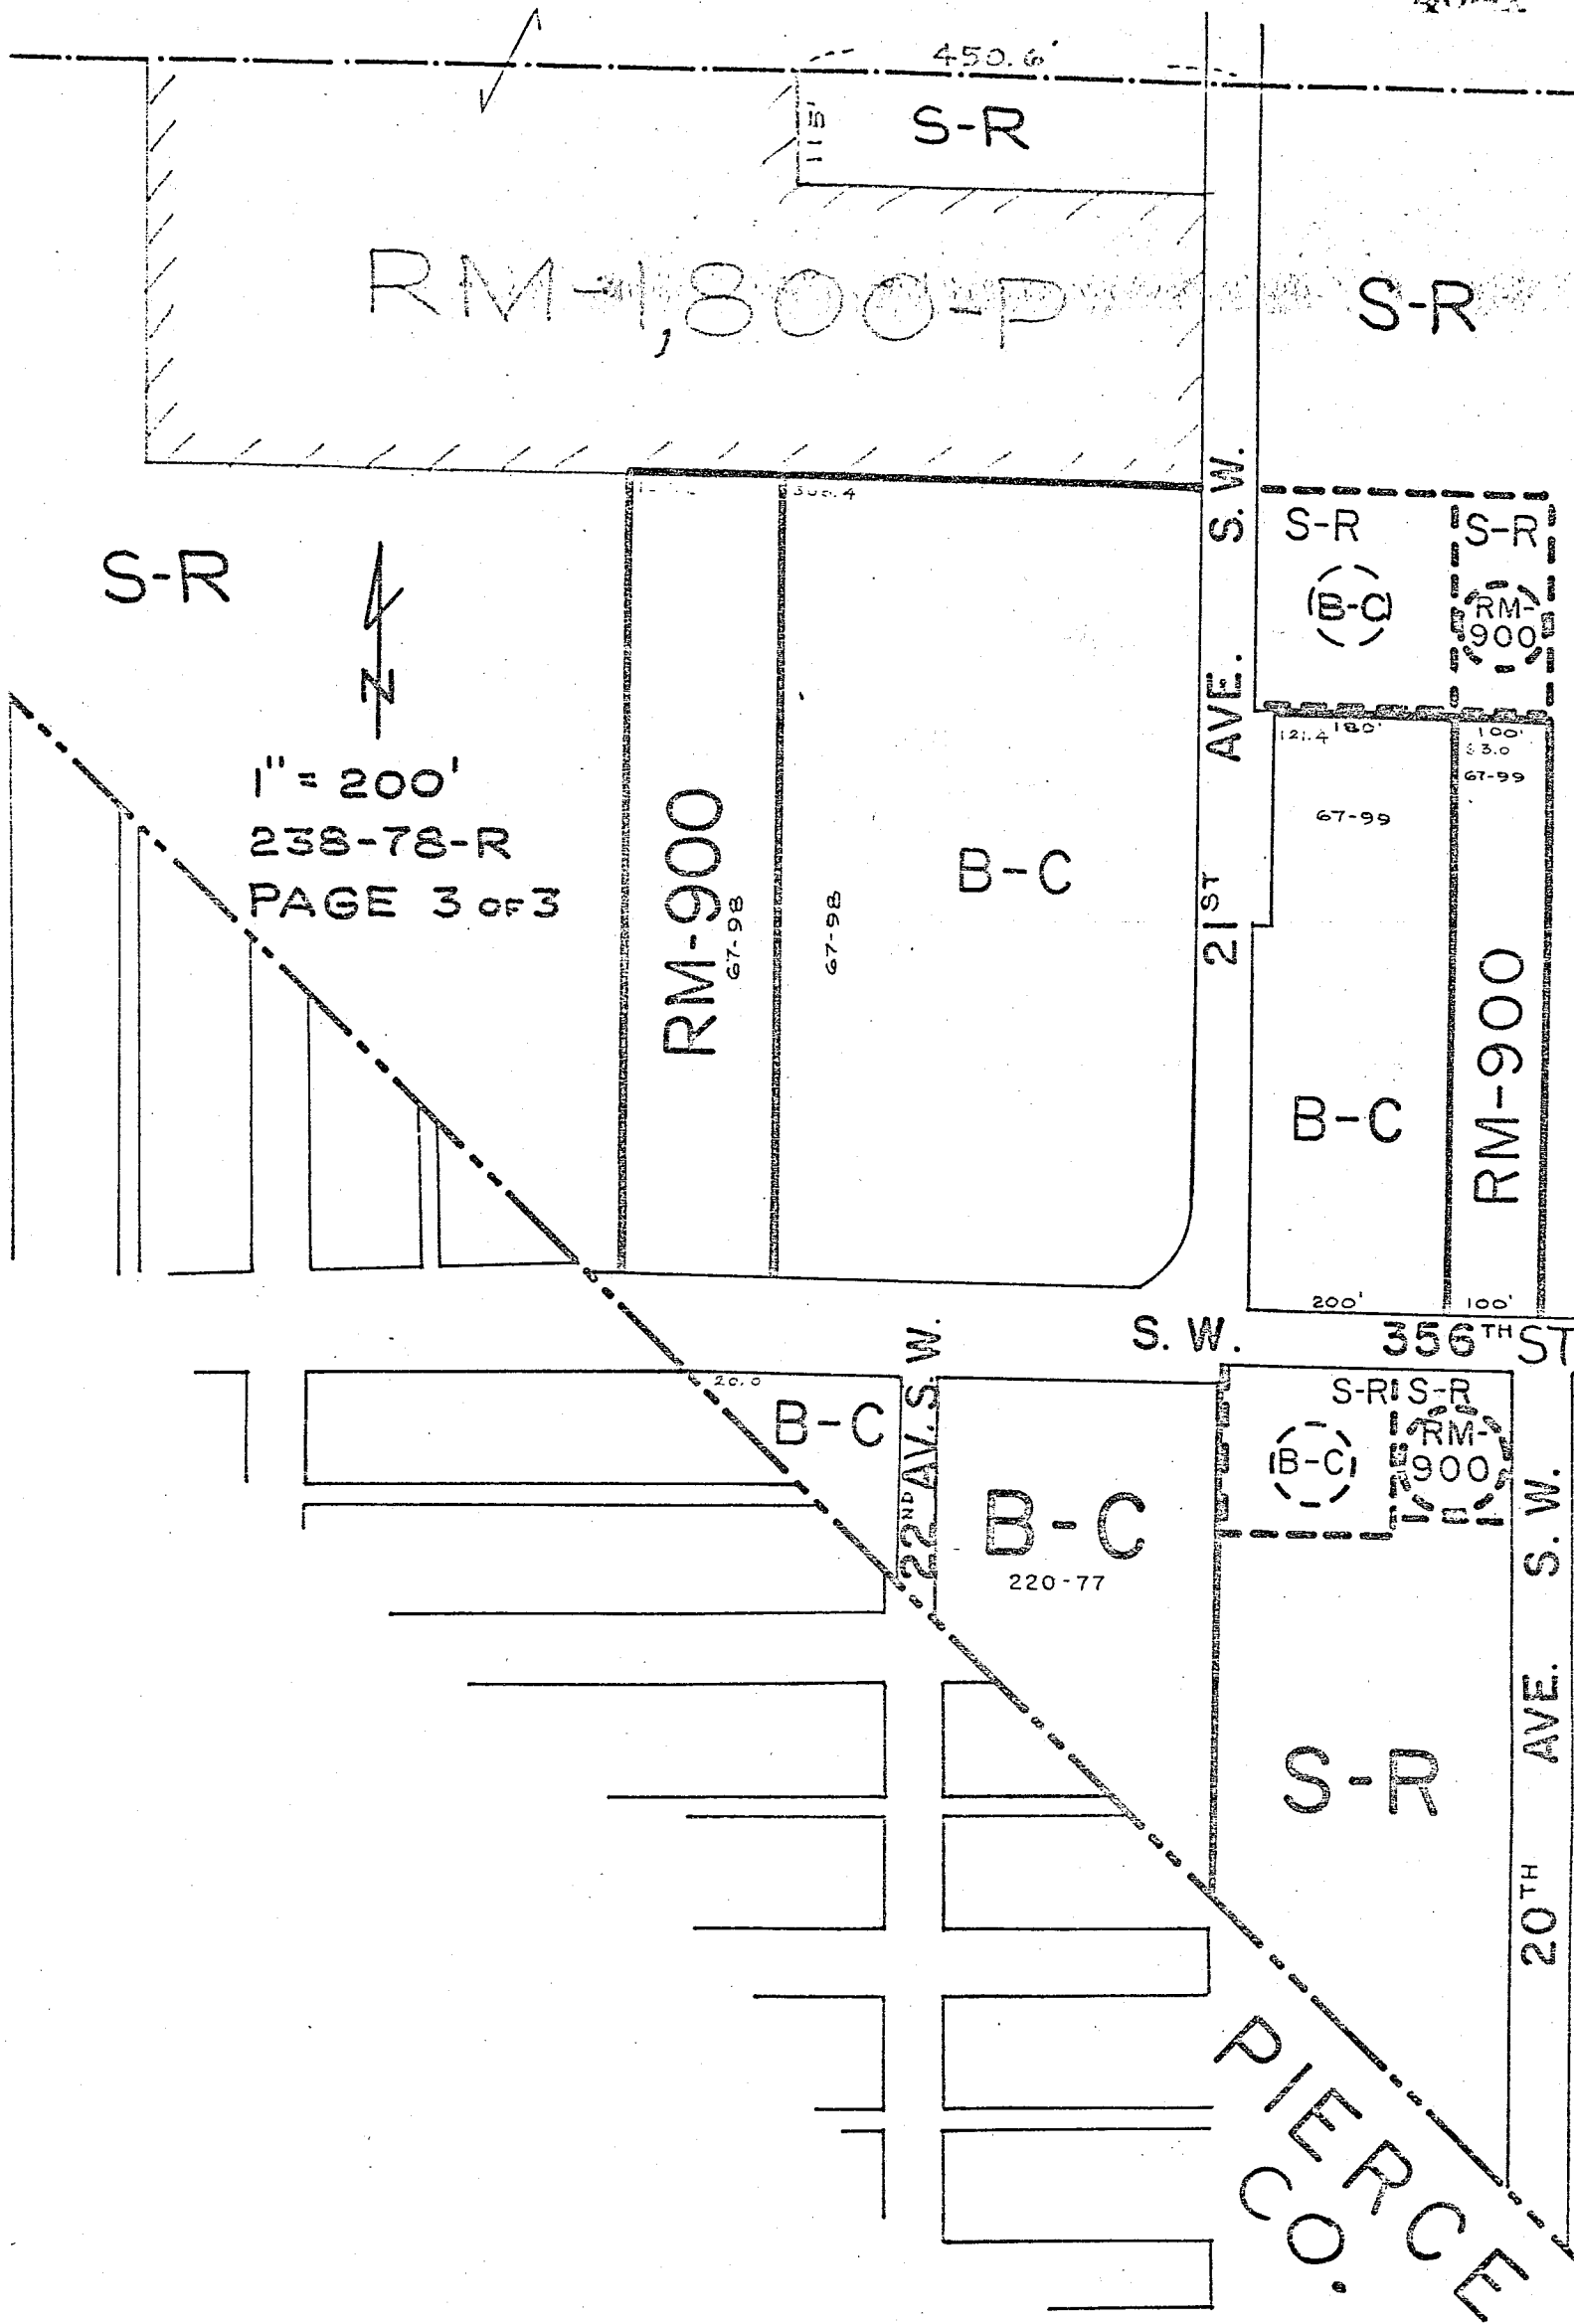 450.6'
115'
S-R
RM-1,800-P
S-R
306.4
S-R
S-R
S-R
(B-C)
RM-
900
N
1" = 200'
238-78-R
PAGE 3 OF 3
RM-900
67-98
67-98
B-C
21ST AVE. S.W.
121.4
180'
100'
67-99
67-99
B-C
RM-900
200'
100'
S.W. 356TH ST
20.0
B-C
22ND AV. S.W.
B-C
220-77
S-R
S-R
(B-C)
RM-
900
S-R
20TH AVE. S.W.
PIERCE
CO.